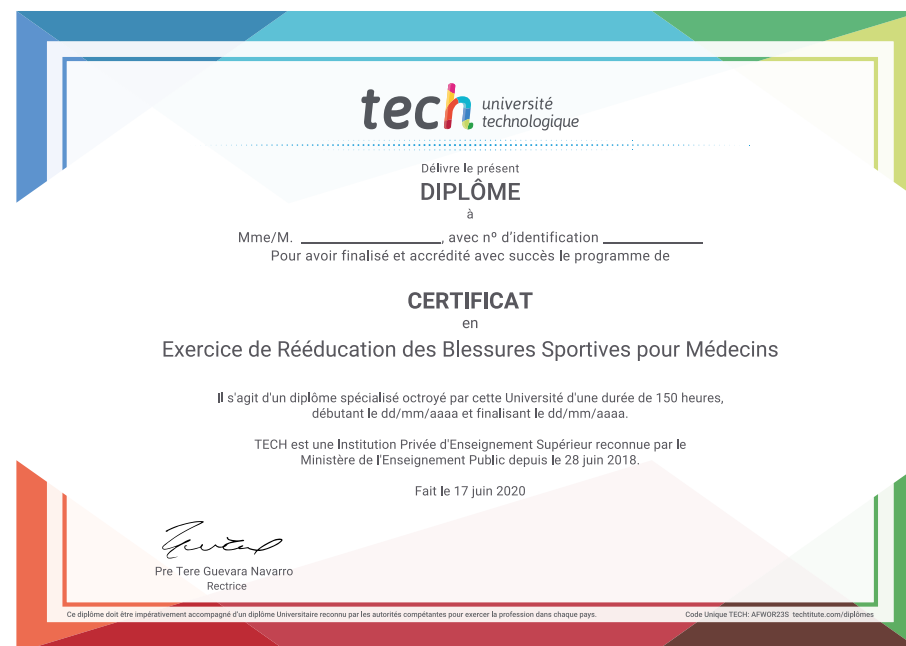 tech université
technologique
Délivre le présent
DIPLÔME
à
Mme/M. ____________________, avec nº d'identification ______________
Pour avoir finalisé et accrédité avec succès le programme de
CERTIFICAT
en
Exercice de Rééducation des Blessures Sportives pour Médecins
Il s'agit d'un diplôme spécialisé octroyé par cette Université d'une durée de 150 heures,
débutant le dd/mm/aaaa et finalisant le dd/mm/aaaa.
TECH est une Institution Privée d'Enseignement Supérieur reconnue par le
Ministère de l'Enseignement Public depuis le 28 juin 2018.
Fait le 17 juin 2020
Pre Tere Guevara Navarro
Rectrice
Ce diplôme doit être impérativement accompagné d'un diplôme Universitaire reconnu par les autorités compétantes pour exercer la profession dans chaque pays.
Code Unique TECH: AFWOR23S techtitute.com/diplômes